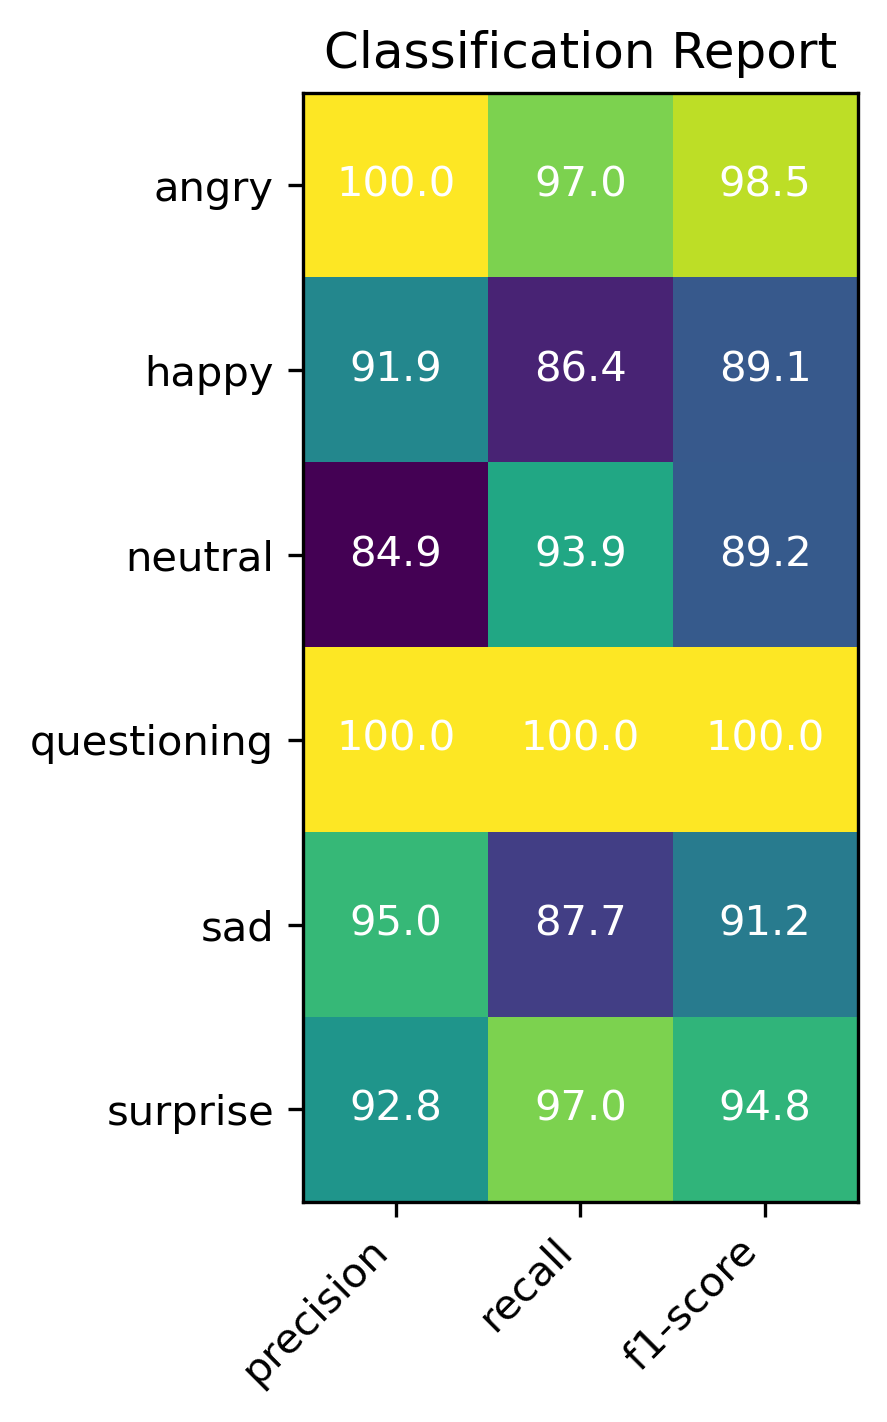 Classification Report
angry 100.0 97.0 98.5
happy 91.9 86.4 89.1
neutral 84.9 93.9 89.2
questioning 100.0 100.0 100.0
sad 95.0 87.7 91.2
surprise 92.8 97.0 94.8
precision recall f1-score